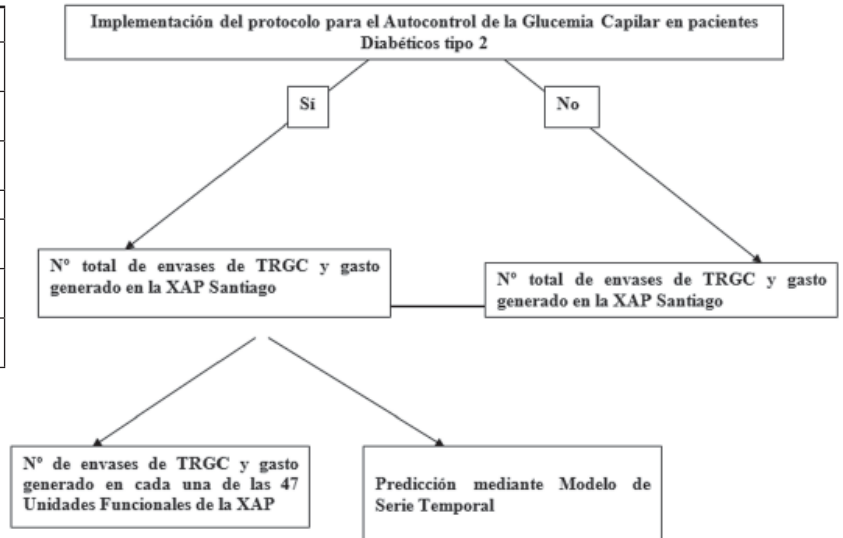 Implementación del protocolo para el Autocontrol de la Glucemia Capilar en pacientes
Diabéticos tipo 2
Sí
No
Nº total de envases de TRGC y gasto
generado en la XAP Santiago
Nº total de envases de TRGC y gasto
generado en la XAP Santiago
Nº de envases de TRGC y gasto
generado en cada una de las 47
Unidades Funcionales de la XAP
Predicción mediante Modelo de
Serie Temporal